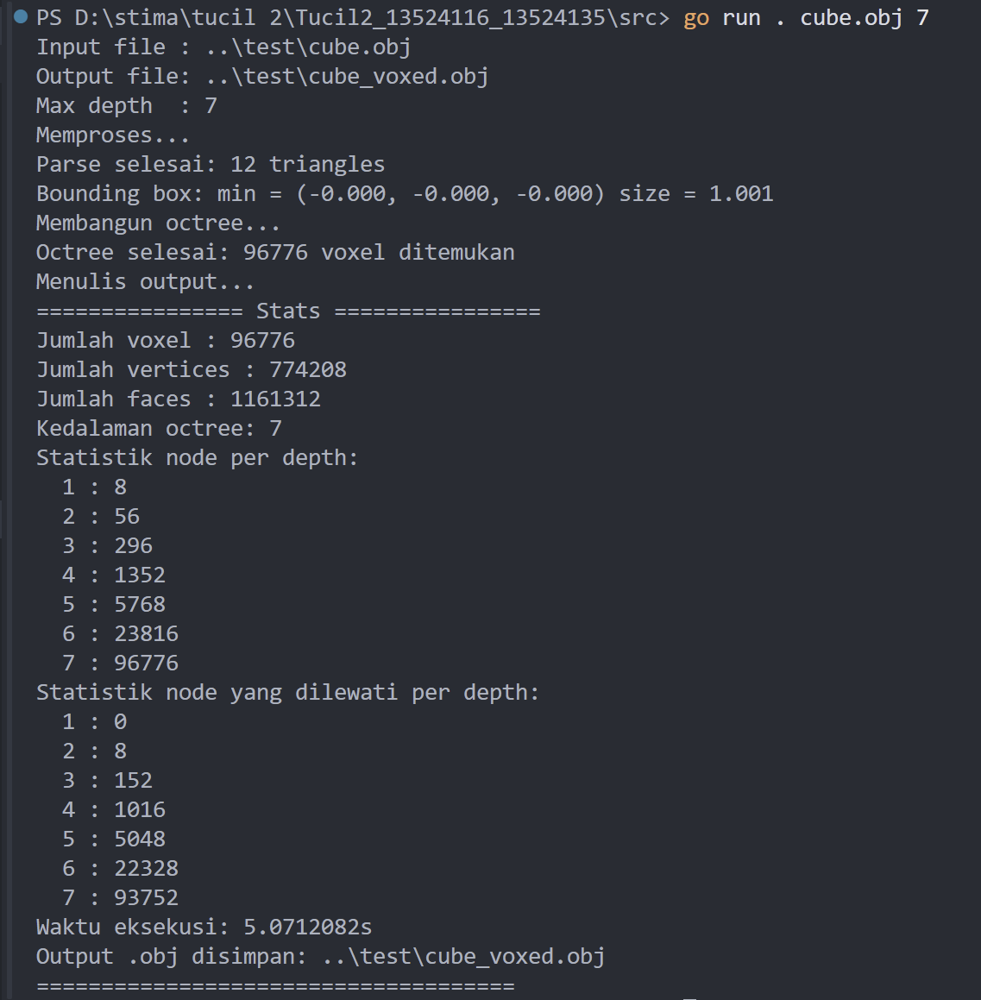 PS D:\stima\tucil 2\Tucil2_13524116_13524135\src> go run . cube.obj 7
Input file : ..\test\cube.obj
Output file: ..\test\cube_voxed.obj
Max depth  : 7
Memproses...
Parse selesai: 12 triangles
Bounding box: min = (-0.000, -0.000, -0.000) size = 1.001
Membangun octree...
Octree selesai: 96776 voxel ditemukan
Menulis output...
================ Stats ================
Jumlah voxel : 96776
Jumlah vertices : 774208
Jumlah faces : 1161312
Kedalaman octree: 7
Statistik node per depth:
  1 : 8
  2 : 56
  3 : 296
  4 : 1352
  5 : 5768
  6 : 23816
  7 : 96776
Statistik node yang dilewati per depth:
  1 : 0
  2 : 8
  3 : 152
  4 : 1016
  5 : 5048
  6 : 22328
  7 : 93752
Waktu eksekusi: 5.0712082s
Output .obj disimpan: ..\test\cube_voxed.obj
=====================================